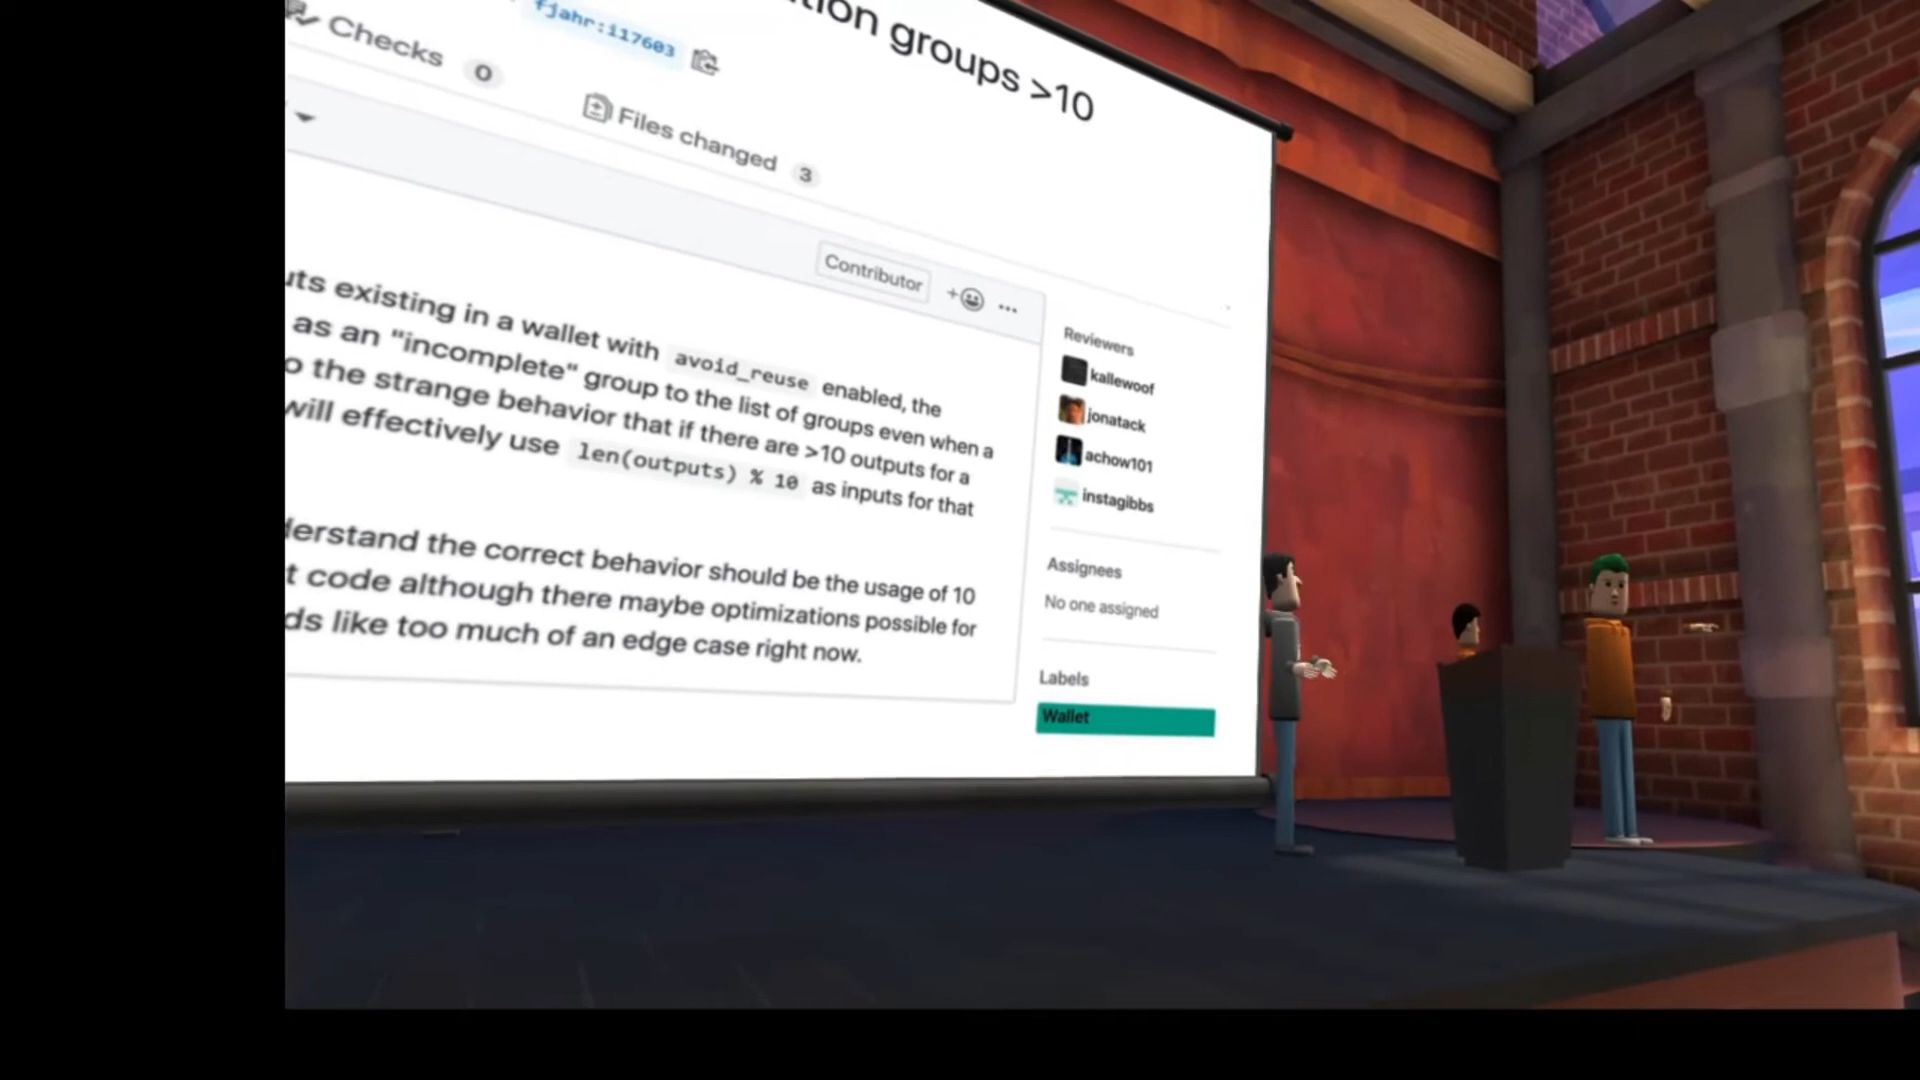 tion groups >10
fjahr:i17603
Checks 0
Files changed 3
Contributor
uts existing in a wallet with avoid_reuse enabled, the
as an "incomplete" group to the list of groups even when a
o the strange behavior that if there are >10 outputs for a
will effectively use len(outputs) % 10 as inputs for that
derstand the correct behavior should be the usage of 10
t code although there maybe optimizations possible for
ds like too much of an edge case right now.
Reviewers
kallewoof
jonatack
achow101
instagibbs
Assignees
No one assigned
Labels
Wallet